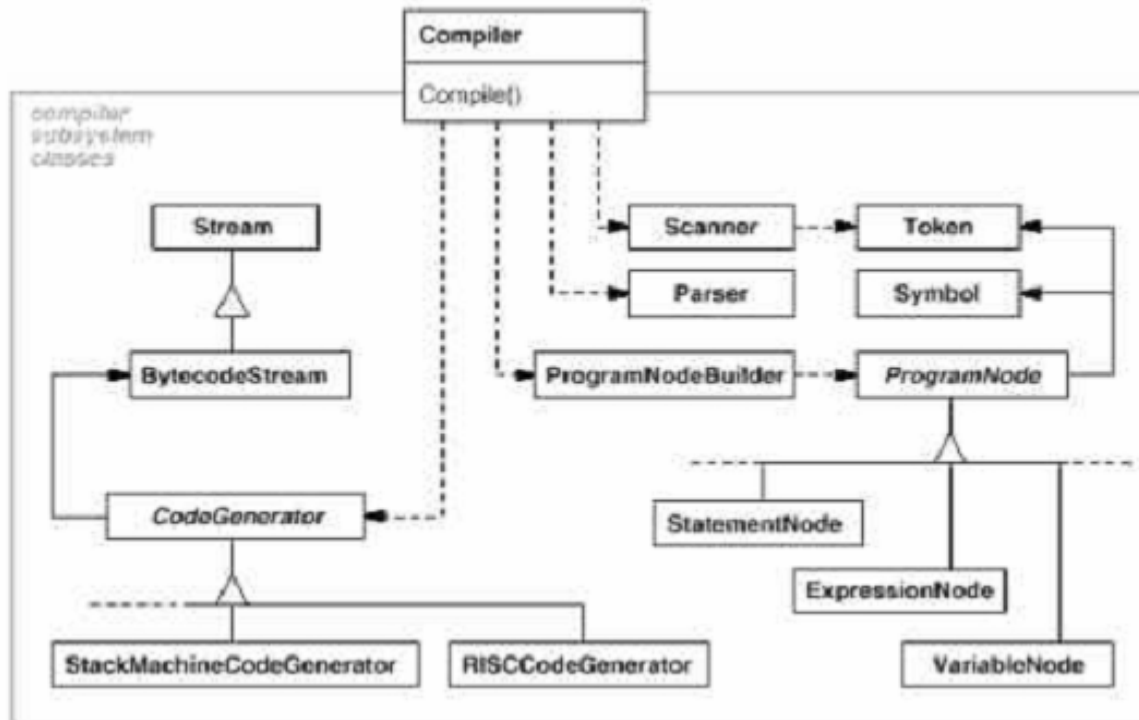 Compiler
Compile()
compiler
subsystem
classes
Stream
Scanner
Token
Parser
Symbol
BytecodeStream
ProgramNodeBuilder
ProgramNode
CodeGenerator
StatementNode
ExpressionNode
StackMachineCodeGenerator
RISCCodeGenerator
VariableNode